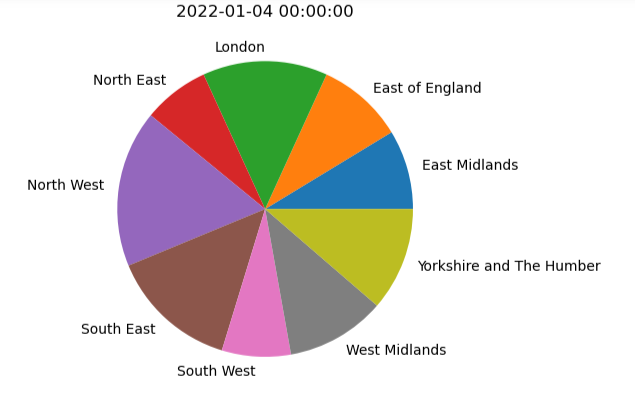 2022-01-04 00:00:00
London
North East
East of England
East Midlands
North West
Yorkshire and The Humber
South East
West Midlands
South West